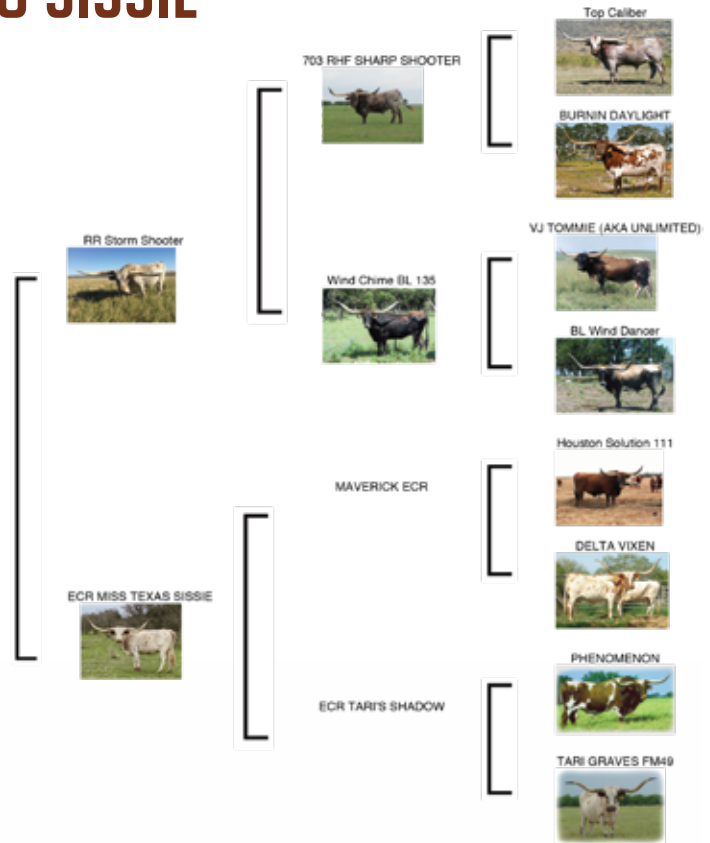 SISSIE
Top Caliber
703 RHF SHARP SHOOTER
BURNIN DAYLIGHT
VJ TOMMIE (AKA UNLIMITED)
RR Storm Shooter
Wind Chime BL 135
BL Wind Dancer
Houston Solution 111
MAVERICK ECR
DELTA VIXEN
ECR MISS TEXAS SISSIE
PHENOMENON
ECR TARI'S SHADOW
TARI GRAVES FM49